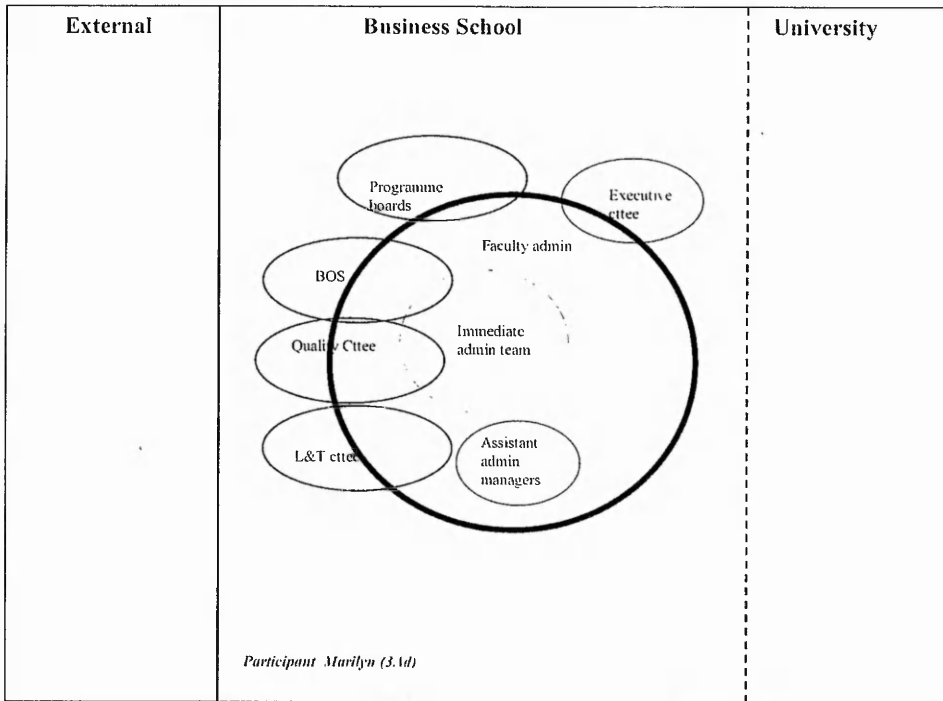 External
Business School
University
Programme
boards
Executive
cttee
Faculty admin
BOS
Quality Cttee
Immediate
admin team
L&T cttee
Assistant
admin
managers
Participant Marilyn (3Ad)